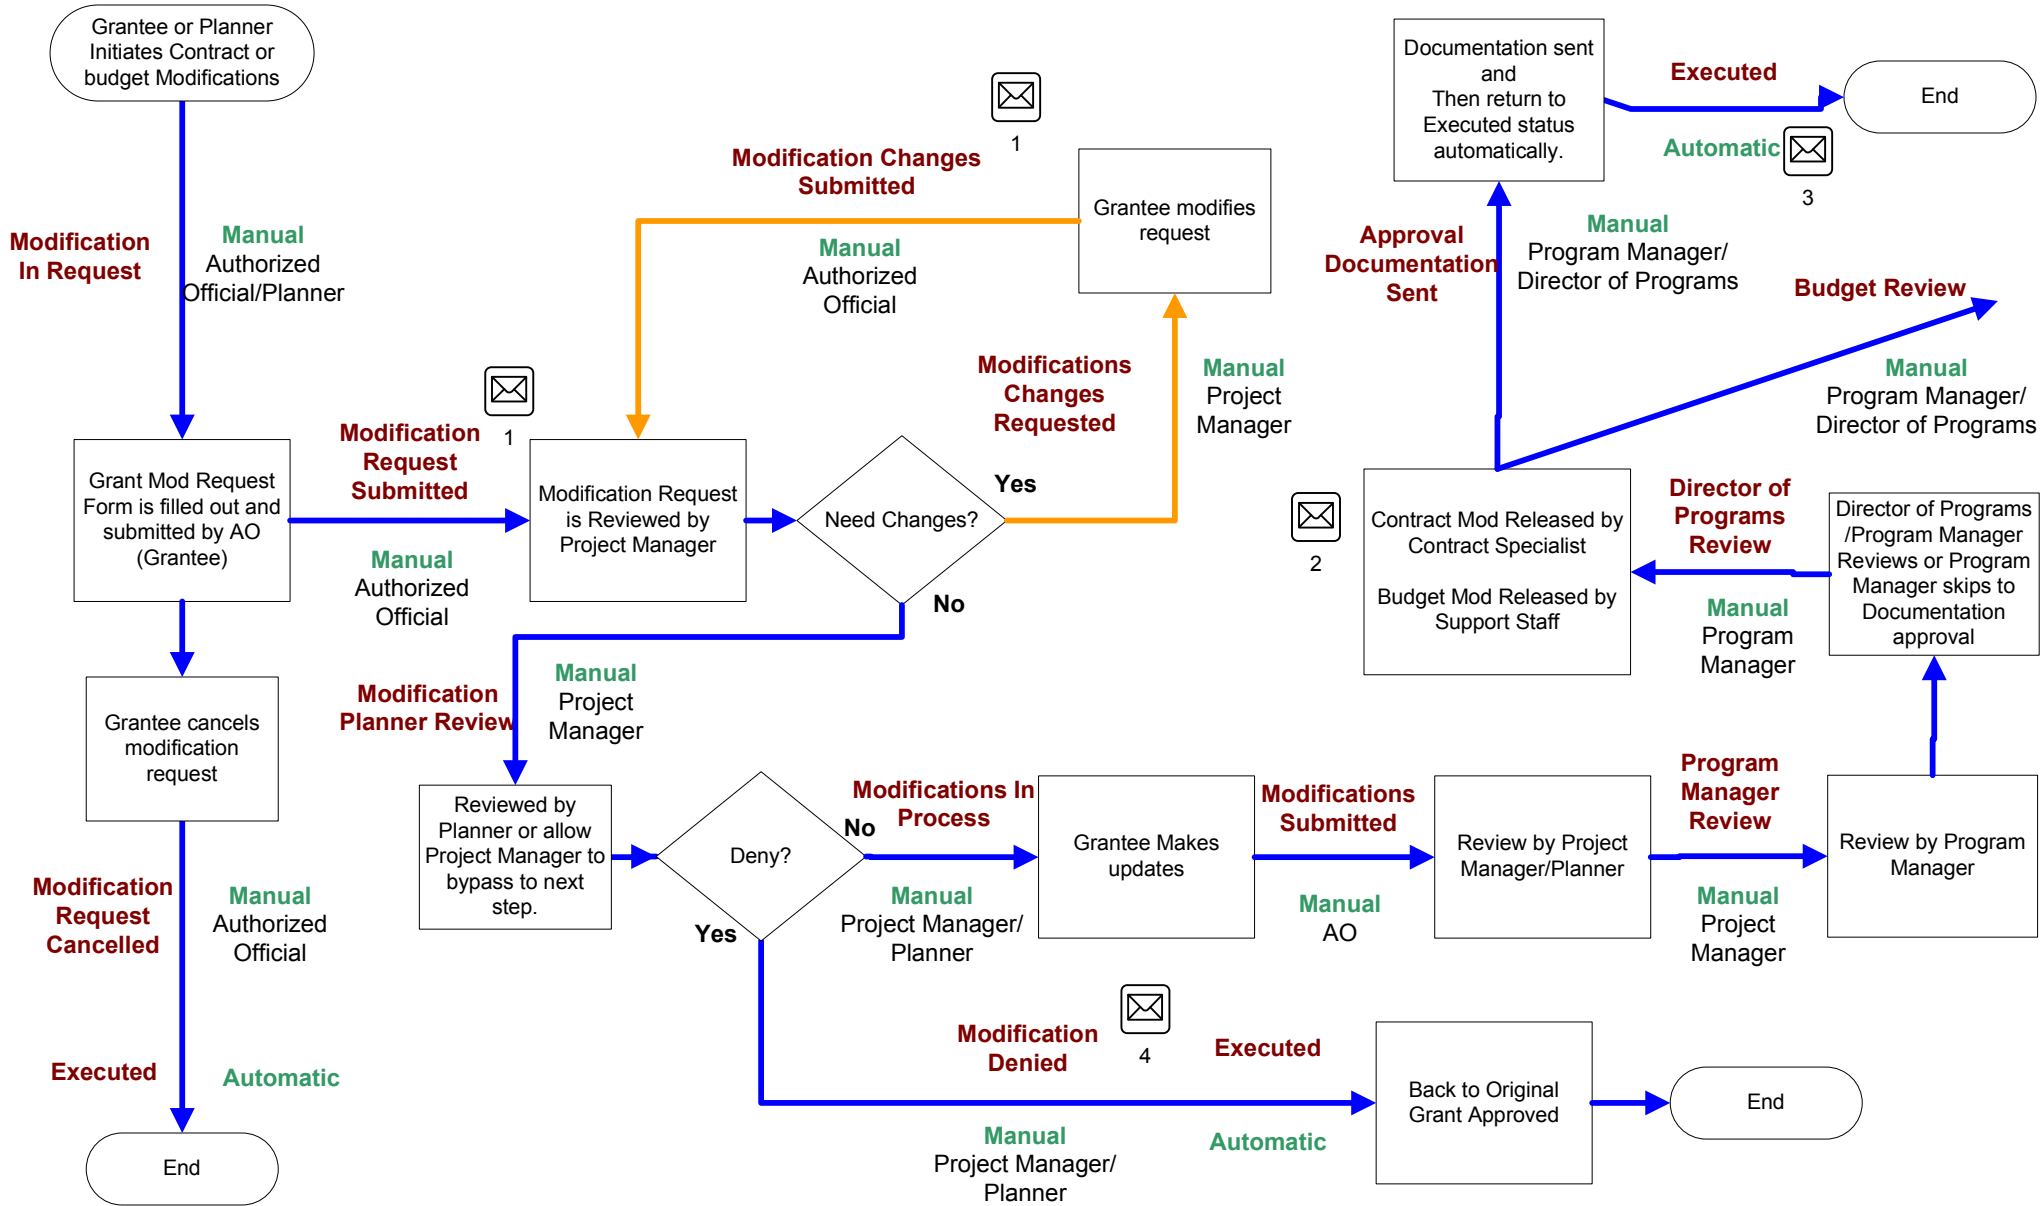 Grantee or Planner
Initiates Contract or
budget Modifications
Modification
In Request
Manual
Authorized
Official/Planner
Grant Mod Request
Form is filled out and
submitted by AO
(Grantee)
Grantee cancels
modification
request
Modification
Request
Cancelled
Manual
Authorized
Official
Executed
Automatic
End
Modification
Request
Submitted
1
Manual
Authorized
Official
Modification Request
is Reviewed by
Project Manager
Need Changes?
Yes
No
Modifications
Changes
Requested
Manual
Project
Manager
Grantee modifies
request
1
Modification Changes
Submitted
Manual
Authorized
Official
Modification
Planner Review
Manual
Project
Manager
Reviewed by
Planner or allow
Project Manager to
bypass to next
step.
Deny?
No
Yes
Modifications In
Process
Manual
Project Manager/
Planner
Grantee Makes
updates
Modifications
Submitted
Manual
AO
Review by Project
Manager/Planner
Program
Manager
Review
Manual
Project
Manager
Review by Program
Manager
Director of Programs
/Program Manager
Reviews or Program
Manager skips to
Documentation
approval
Director of
Programs
Review
Manual
Program
Manager
2
Contract Mod Released by
Contract Specialist
Budget Mod Released by
Support Staff
Approval
Documentation
Sent
Manual
Program Manager/
Director of Programs
Budget Review
Manual
Program Manager/
Director of Programs
Documentation sent
and
Then return to
Executed status
automatically.
Executed
Automatic
3
End
Modification
Denied
4
Executed
Manual
Project Manager/
Planner
Automatic
Back to Original
Grant Approved
End